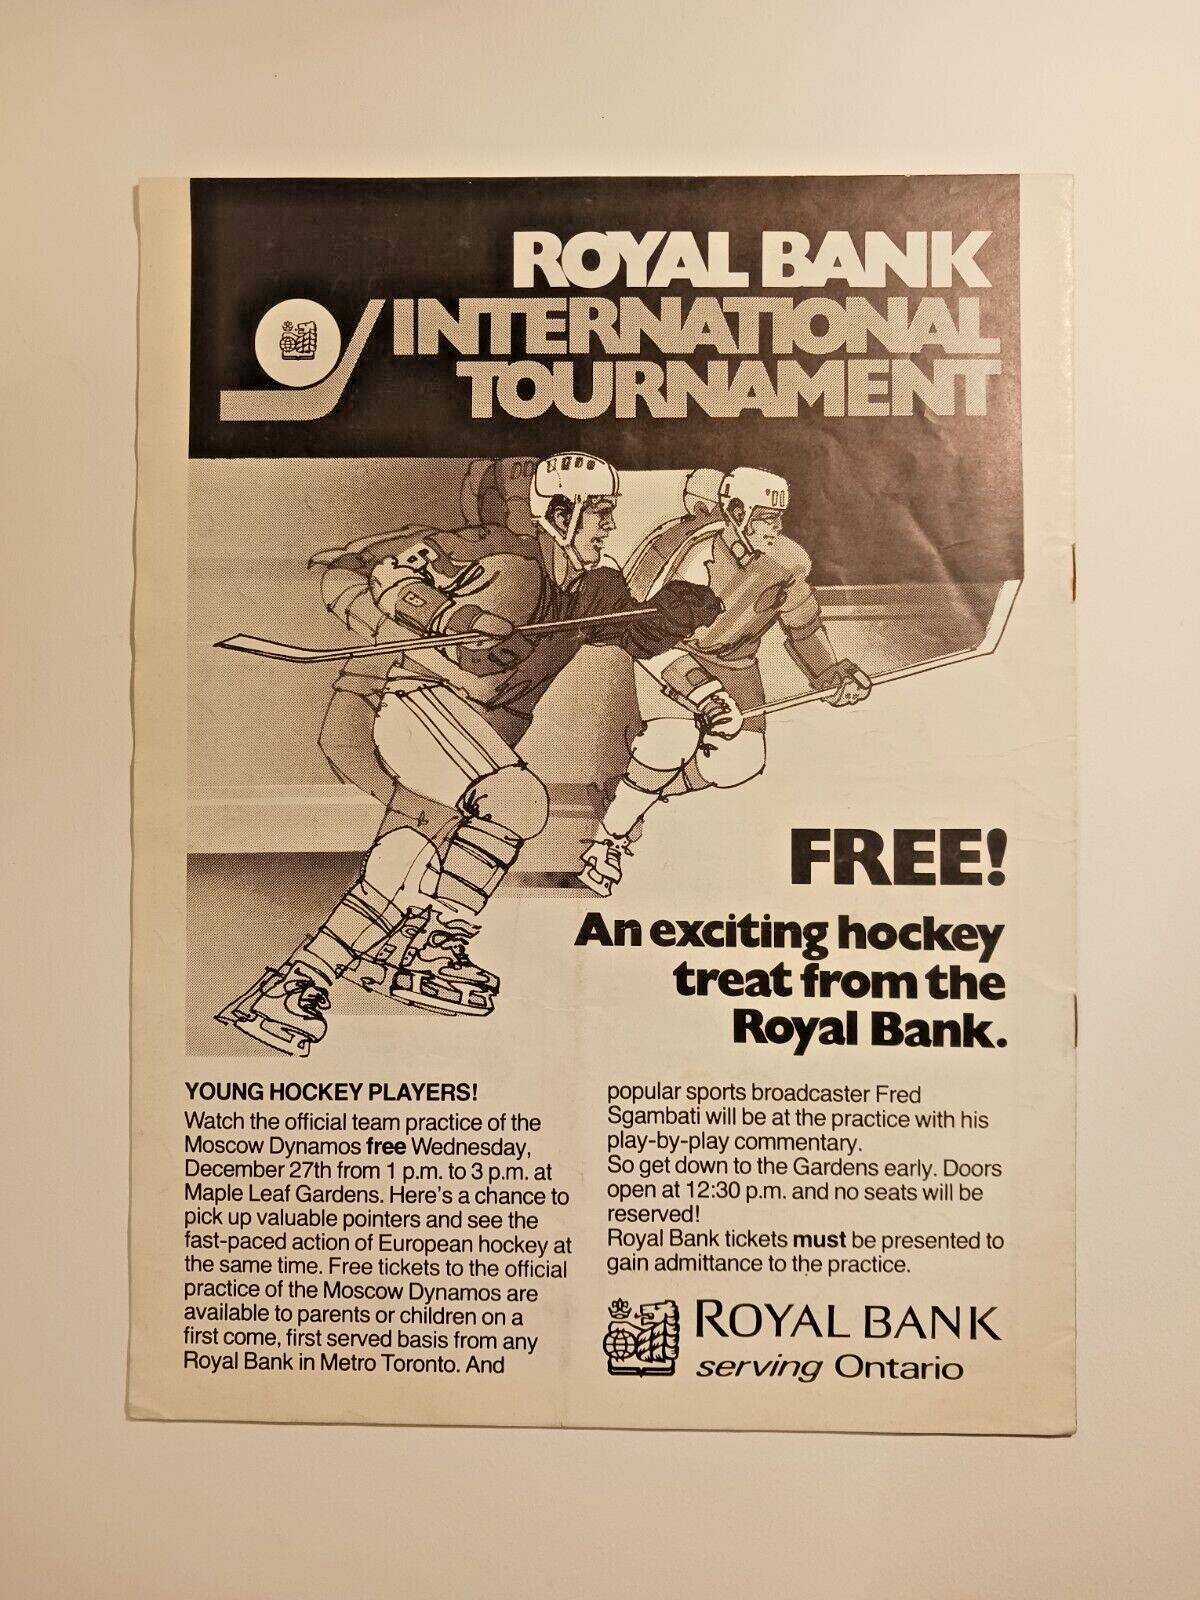 ROYAL BANK
INTERNATIONAL
TOURNAMENT
FREE!
An exciting hockey
treat from the
Royal Bank.
YOUNG HOCKEY PLAYERS!
Watch the official team practice of the
Moscow Dynamos free Wednesday,
December 27th from 1 p.m. to 3 p.m. at
Maple Leaf Gardens. Here's a chance to
pick up valuable pointers and see the
fast-paced action of European hockey at
the same time. Free tickets to the official
practice of the Moscow Dynamos are
available to parents or children on a
first come, first served basis from any
Royal Bank in Metro Toronto. And
popular sports broadcaster Fred
Sgambati will be at the practice with his
play-by-play commentary.
So get down to the Gardens early. Doors
open at 12:30 p.m. and no seats will be
reserved!
Royal Bank tickets must be presented to
gain admittance to the practice.
ROYAL BANK
serving Ontario